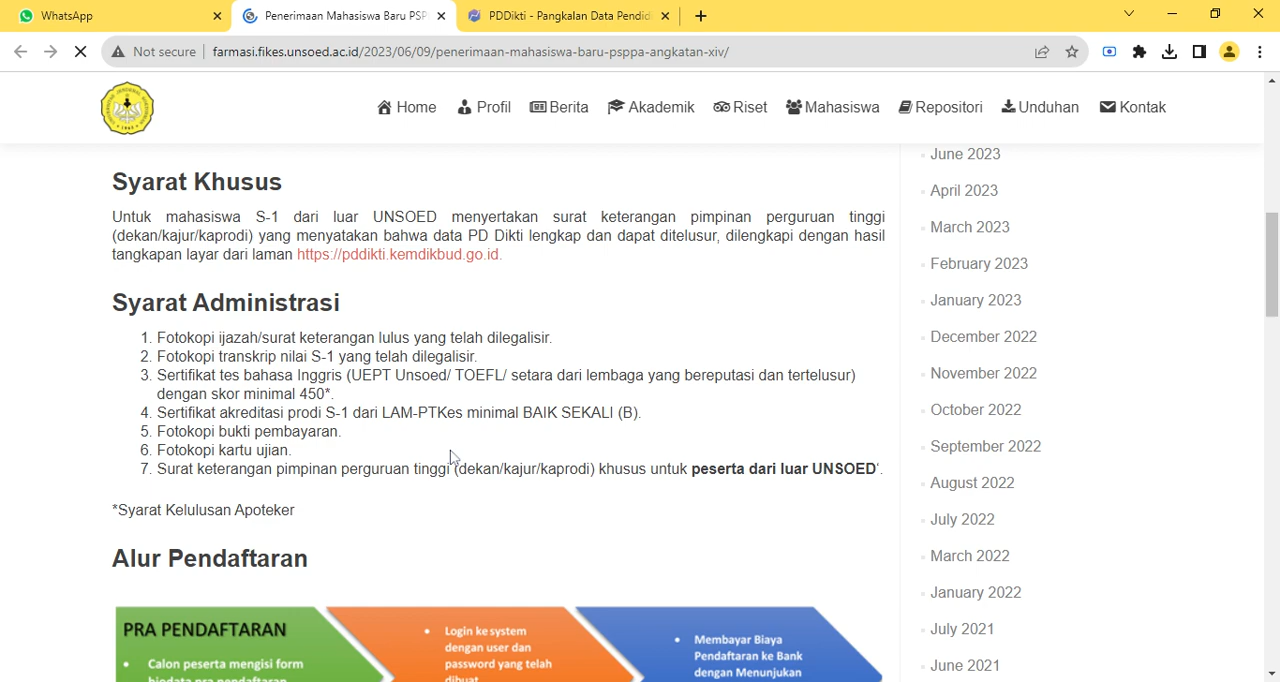 WhatsApp
Penerimaan Mahasiswa Baru PSP
PDDikti - Pangkalan Data Pendid
Not secure
farmasi.fikes.unsoed.ac.id/2023/06/09/penerimaan-mahasiswa-baru-psppa-angkatan-xiv/
Home Profil Berita Akademik Riset Mahasiswa Repositori Unduhan Kontak
Syarat Khusus
Untuk mahasiswa S-1 dari luar UNSOED menyertakan surat keterangan pimpinan perguruan tinggi
(dekan/kajur/kaprodi) yang menyatakan bahwa data PD Dikti lengkap dan dapat ditelusur, dilengkapi dengan hasil
tangkapan layar dari laman https://pddikti.kemdikbud.go.id.
Syarat Administrasi
1. Fotokopi ijazah/surat keterangan lulus yang telah dilegalisir.
2. Fotokopi transkrip nilai S-1 yang telah dilegalisir.
3. Sertifikat tes bahasa Inggris (UEPT Unsoed/ TOEFL/ setara dari lembaga yang bereputasi dan tertelusur)
dengan skor minimal 450*.
4. Sertifikat akreditasi prodi S-1 dari LAM-PTKes minimal BAIK SEKALI (B).
5. Fotokopi bukti pembayaran.
6. Fotokopi kartu ujian.
7. Surat keterangan pimpinan perguruan tinggi (dekan/kajur/kaprodi) khusus untuk peserta dari luar UNSOED'.
*Syarat Kelulusan Apoteker
Alur Pendaftaran
PRA PENDAFTARAN
• Calon peserta mengisi form
biodata pra pendaftaran
• Login ke system
dengan user dan
password yang telah
dibuat
• Membayar Biaya
Pendaftaran ke Bank
dengan Menunjukan
June 2023
April 2023
March 2023
February 2023
January 2023
December 2022
November 2022
October 2022
September 2022
August 2022
July 2022
March 2022
January 2022
July 2021
June 2021